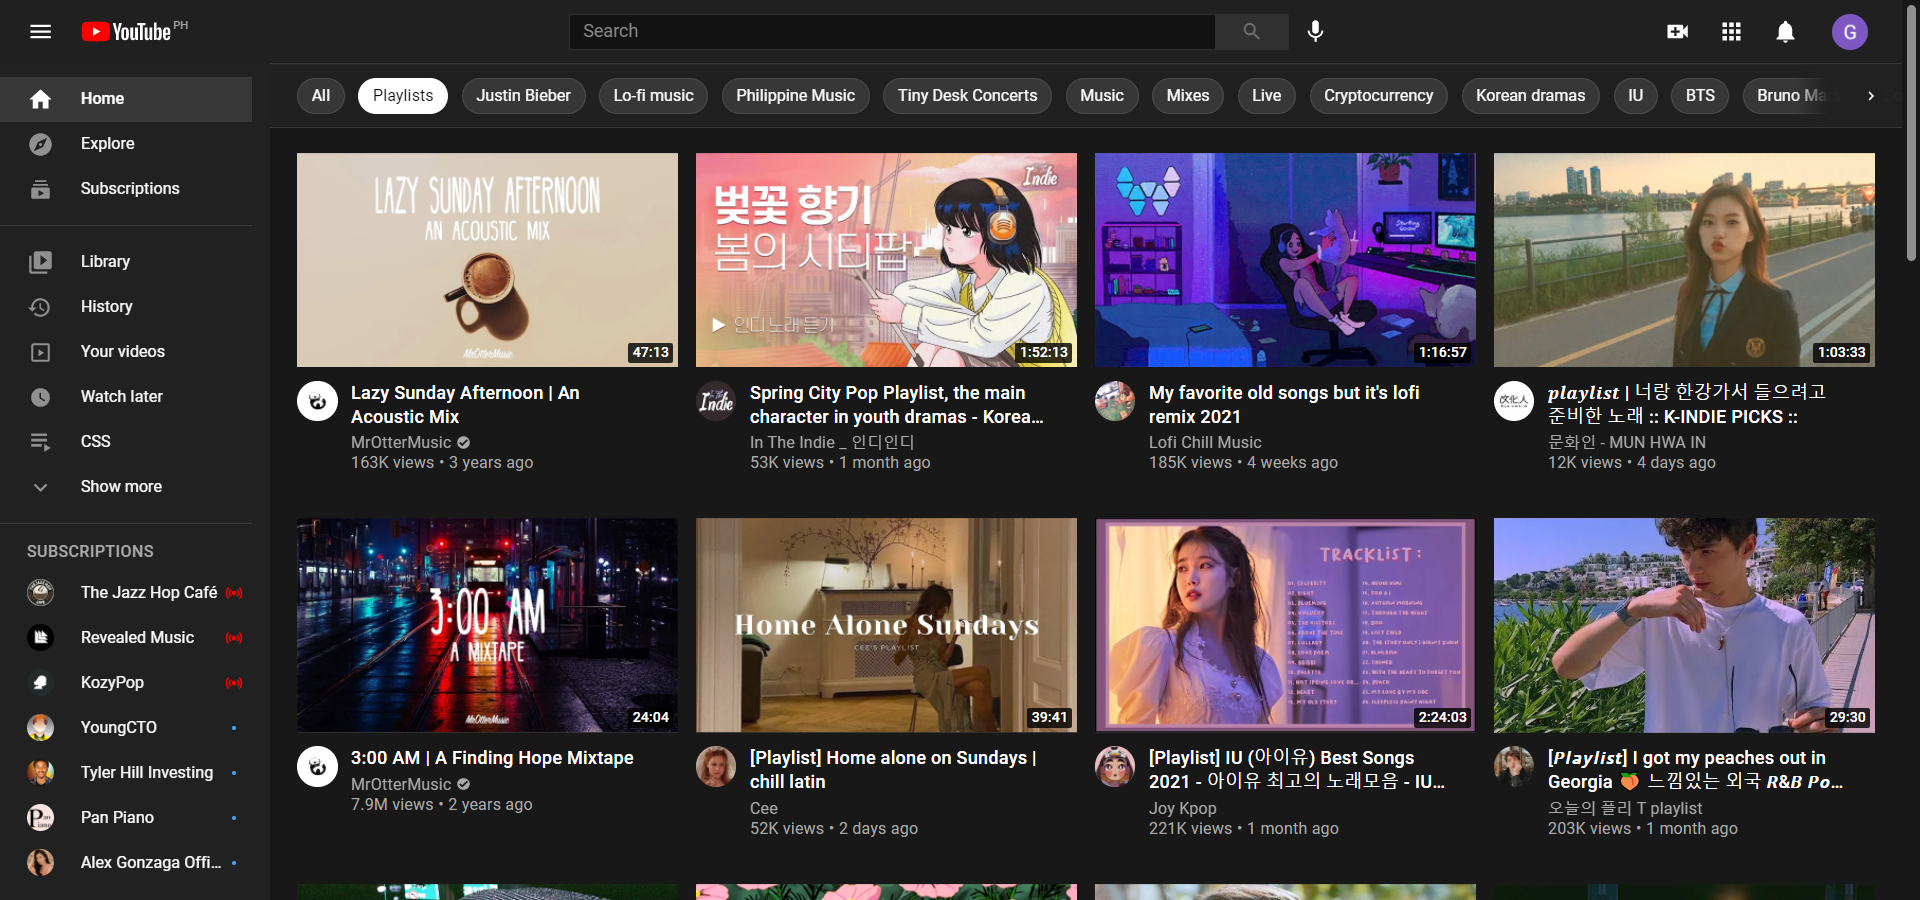 YouTube PH
Search
G
Home
Explore
Subscriptions
Library
History
Your videos
Watch later
CSS
Show more
SUBSCRIPTIONS
The Jazz Hop Café
Revealed Music
KozyPop
YoungCTO
Tyler Hill Investing
Pan Piano
Alex Gonzaga Offi...
All
Playlists
Justin Bieber
Lo-fi music
Philippine Music
Tiny Desk Concerts
Music
Mixes
Live
Cryptocurrency
Korean dramas
IU
BTS
Bruno Ma
LAZY SUNDAY AFTERNOON
AN ACOUSTIC MIX
MrOtterMusic
47:13
Lazy Sunday Afternoon | An
Acoustic Mix
MrOtterMusic
163K views • 3 years ago
Indie
벚꽃 향기
봄의 시티팝
인디 노래 듣기
1:52:13
Indie
Spring City Pop Playlist, the main
character in youth dramas - Korea...
In The Indie _ 인디인디
53K views • 1 month ago
Starting
1:16:57
My favorite old songs but it's lofi
remix 2021
Lofi Chill Music
185K views • 4 weeks ago
1:03:33
文化人
playlist | 너랑 한강가서 들으려고
준비한 노래 :: K-INDIE PICKS ::
문화인 - MUN HWA IN
12K views • 4 days ago
3:00 AM
A MIXTAPE
MrOtterMusic
24:04
3:00 AM | A Finding Hope Mixtape
MrOtterMusic
7.9M views • 2 years ago
Home Alone Sundays
CEE'S PLAYLIST
39:41
[Playlist] Home alone on Sundays |
chill latin
Cee
52K views • 2 days ago
TRACKLIST :
2:24:03
[Playlist] IU (아이유) Best Songs
2021 - 아이유 최고의 노래모음 - IU...
Joy Kpop
221K views • 1 month ago
29:30
[Playlist] I got my peaches out in
Georgia 🍑 느낌있는 외국 R&B Po...
오늘의 플리 T playlist
203K views • 1 month ago